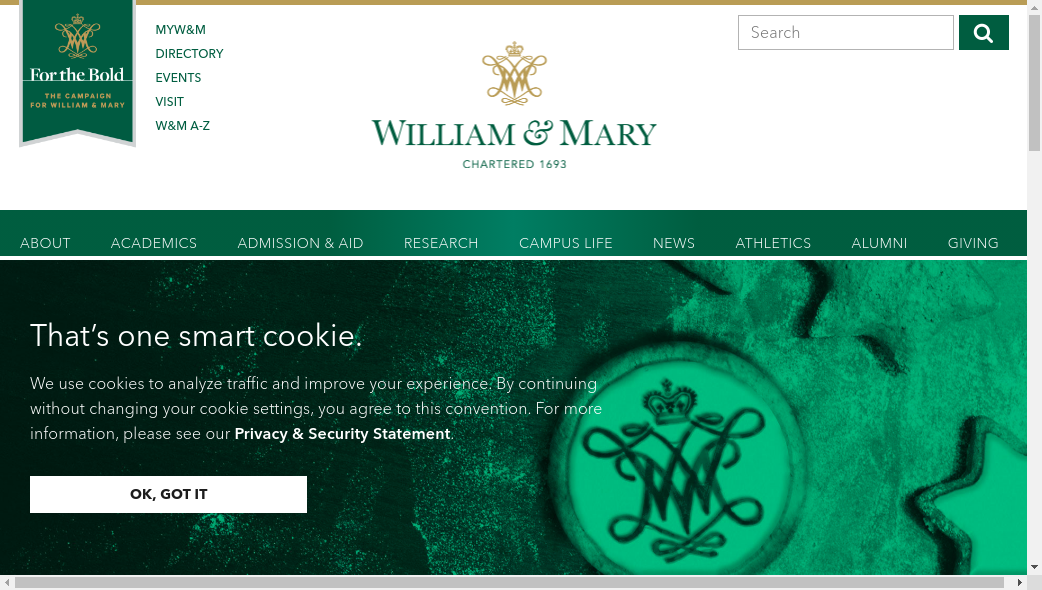 For the Bold
THE CAMPAIGN
FOR WILLIAM & MARY
MYW&M
DIRECTORY
EVENTS
VISIT
W&M A-Z
WILLIAM & MARY
CHARTERED 1693
Search
ABOUT ACADEMICS ADMISSION & AID RESEARCH CAMPUS LIFE NEWS ATHLETICS ALUMNI GIVING
That’s one smart cookie.
We use cookies to analyze traffic and improve your experience. By continuing
without changing your cookie settings, you agree to this convention. For more
information, please see our Privacy & Security Statement.
OK, GOT IT